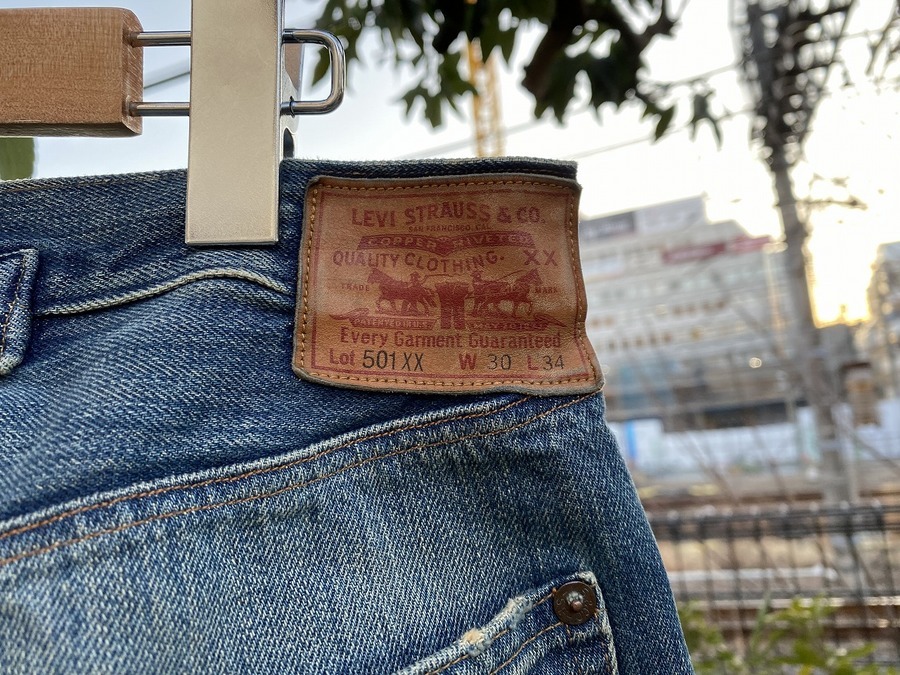 LEVI STRAUSS & CO.
SAN FRANCISCO, CAL.
COPPER RIVETED
QUALITY CLOTHING. XX
TRADE MARK
Every Garment Guaranteed
Lot 501XX W 30 L 34